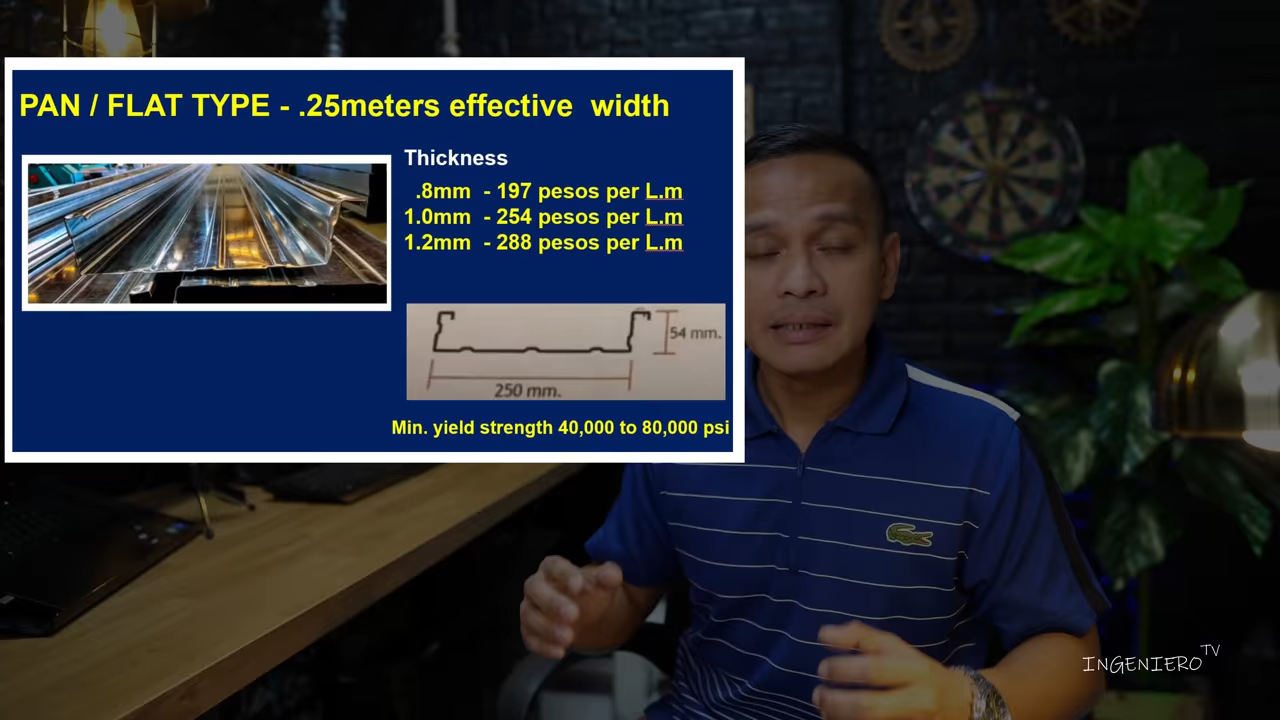 PAN / FLAT TYPE - .25meters effective width
Thickness
.8mm - 197 pesos per L.m
1.0mm - 254 pesos per L.m
1.2mm - 288 pesos per L.m
54 mm.
250 mm.
Min. yield strength 40,000 to 80,000 psi
INGENIERO TV